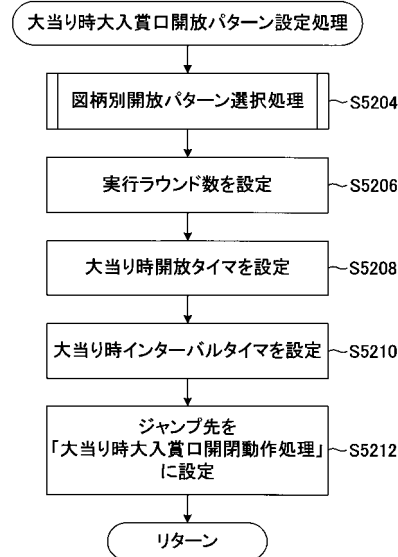 大当り時大入賞口開放パターン設定処理
図柄別開放パターン選択処理
S5204
実行ラウンド数を設定
S5206
大当り時開放タイマを設定
S5208
大当り時インターバルタイマを設定
S5210
ジャンプ先を
「大当り時大入賞口開閉動作処理」
に設定
S5212
リターン